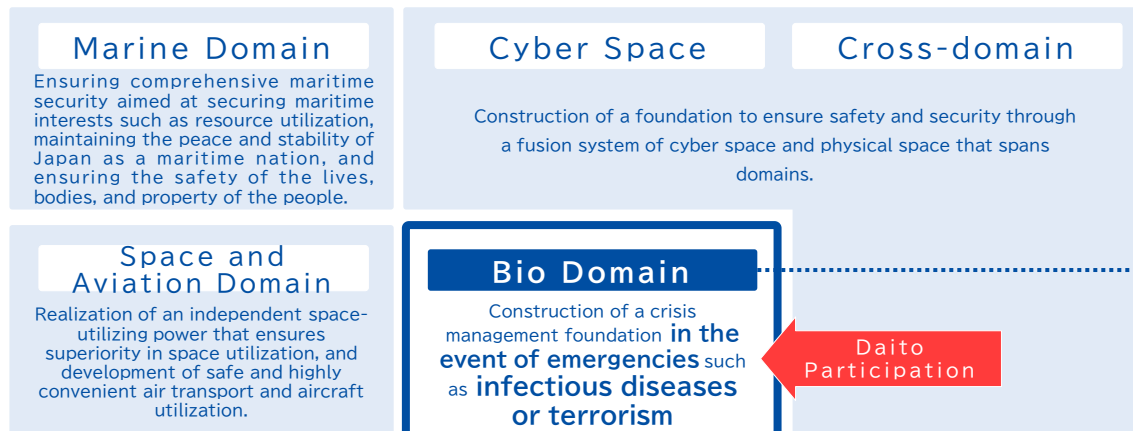 Marine Domain
Ensuring comprehensive maritime
security aimed at securing maritime
interests such as resource utilization,
maintaining the peace and stability of
Japan as a maritime nation, and
ensuring the safety of the lives,
bodies, and property of the people.
Cyber Space
Cross-domain
Construction of a foundation to ensure safety and security through
a fusion system of cyber space and physical space that spans
domains.
Space and
Aviation Domain
Realization of an independent space-
utilizing power that ensures
superiority in space utilization, and
development of safe and highly
convenient air transport and aircraft
utilization.
Bio Domain
Construction of a crisis
management foundation in the
event of emergencies such
as infectious diseases
or terrorism
Daito
Participation